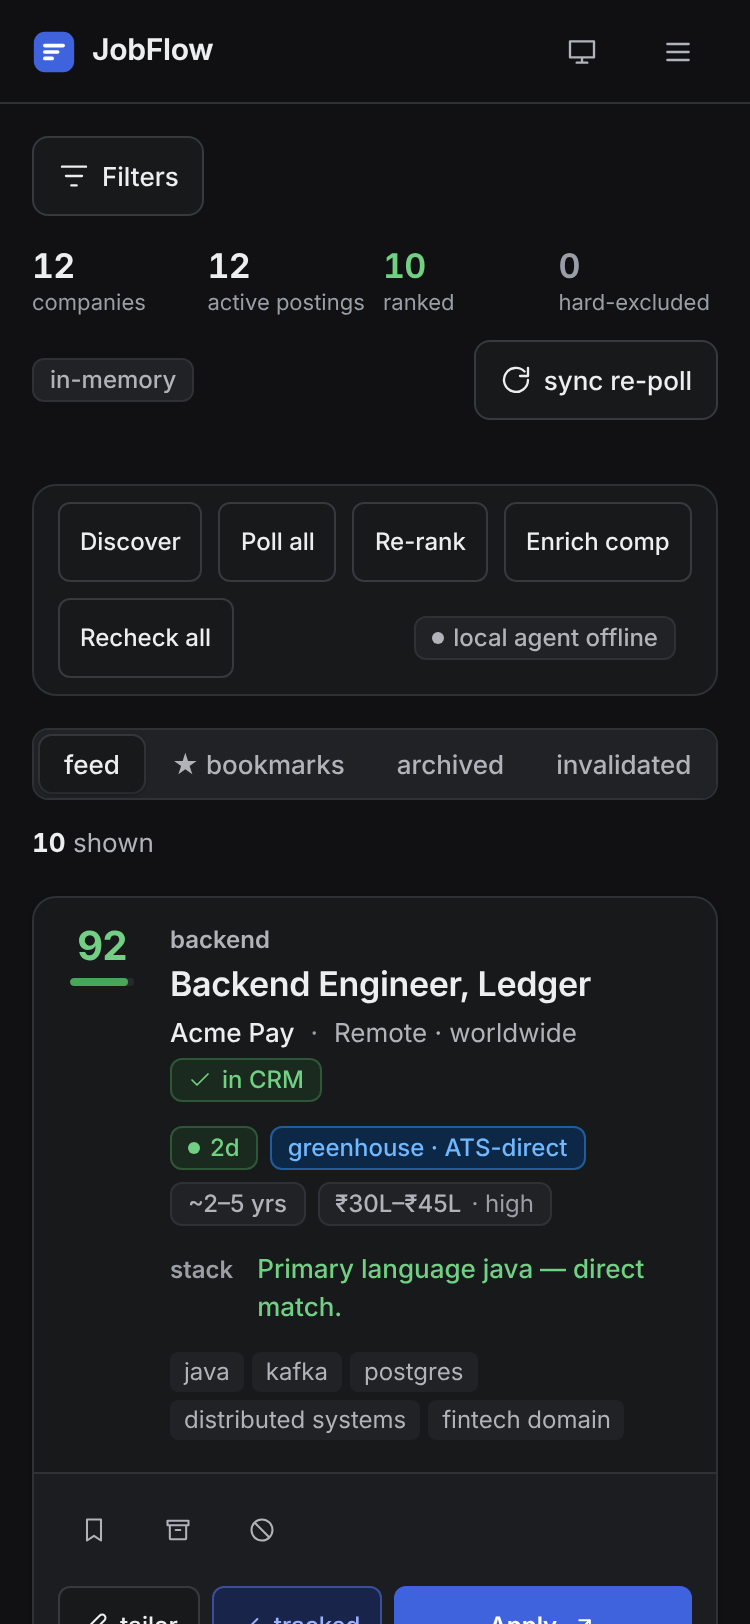 JobFlow
Filters
12 12 10 0
companies active postings ranked hard-excluded
in-memory sync re-poll
Discover Poll all Re-rank Enrich comp
Recheck all local agent offline
feed ★ bookmarks archived invalidated
10 shown
92 backend
Backend Engineer, Ledger
Acme Pay · Remote · worldwide
✓ in CRM
2d greenhouse · ATS-direct
~2–5 yrs ₹30L–₹45L · high
stack Primary language java — direct
match.
java kafka postgres
distributed systems fintech domain
tailor ✓ tracked Apply ↗